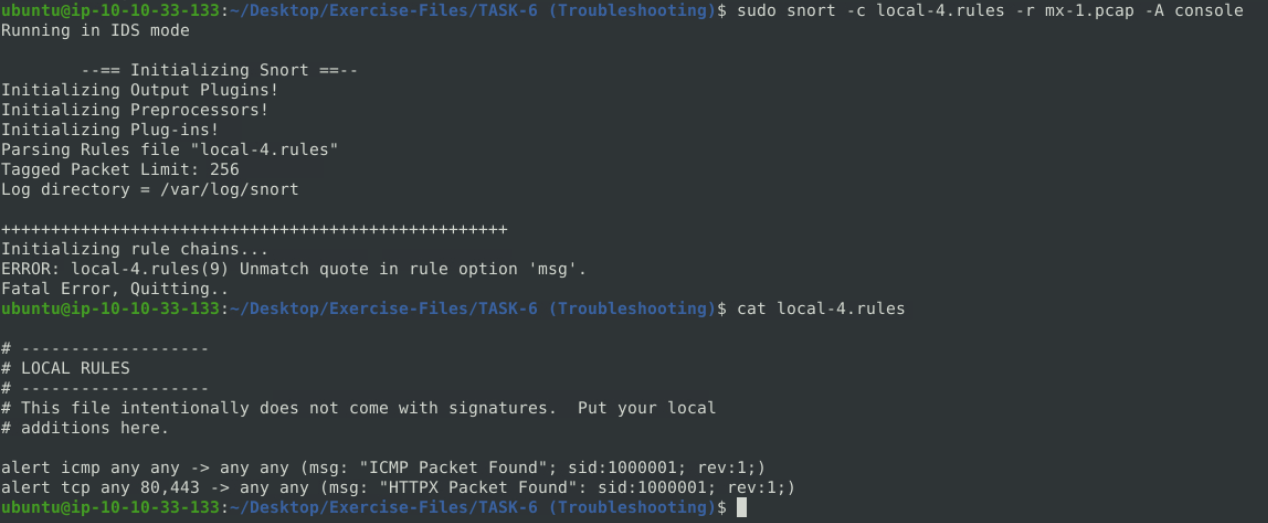 ubuntu@ip-10-10-33-133:~/Desktop/Exercise-Files/TASK-6 (Troubleshooting)$ sudo snort -c local-4.rules -r mx-1.pcap -A console
Running in IDS mode
--== Initializing Snort ==--
Initializing Output Plugins!
Initializing Preprocessors!
Initializing Plug-ins!
Parsing Rules file "local-4.rules"
Tagged Packet Limit: 256
Log directory = /var/log/snort
+++++++++++++++++++++++++++++++++++++++++++++++++++
Initializing rule chains...
ERROR: local-4.rules(9) Unmatch quote in rule option 'msg'.
Fatal Error, Quitting..
ubuntu@ip-10-10-33-133:~/Desktop/Exercise-Files/TASK-6 (Troubleshooting)$ cat local-4.rules
# -------------------
# LOCAL RULES
# -------------------
# This file intentionally does not come with signatures.  Put your local
# additions here.
alert icmp any any -> any any (msg: "ICMP Packet Found"; sid:1000001; rev:1;)
alert tcp any 80,443 -> any any (msg: "HTTPX Packet Found": sid:1000001; rev:1;)
ubuntu@ip-10-10-33-133:~/Desktop/Exercise-Files/TASK-6 (Troubleshooting)$